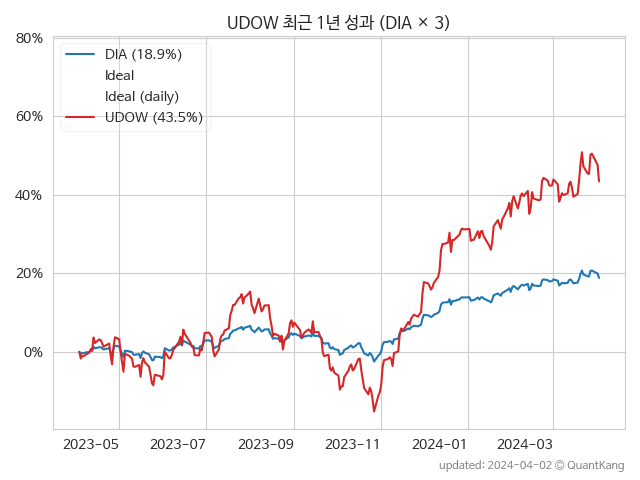 UDOW 최근 1년 성과 (DIA × 3)
80%
60%
40%
20%
0%
DIA (18.9%)
Ideal
Ideal (daily)
UDOW (43.5%)
2023-05
2023-07
2023-09
2023-11
2024-01
2024-03
updated: 2024-04-02 © QuantKang